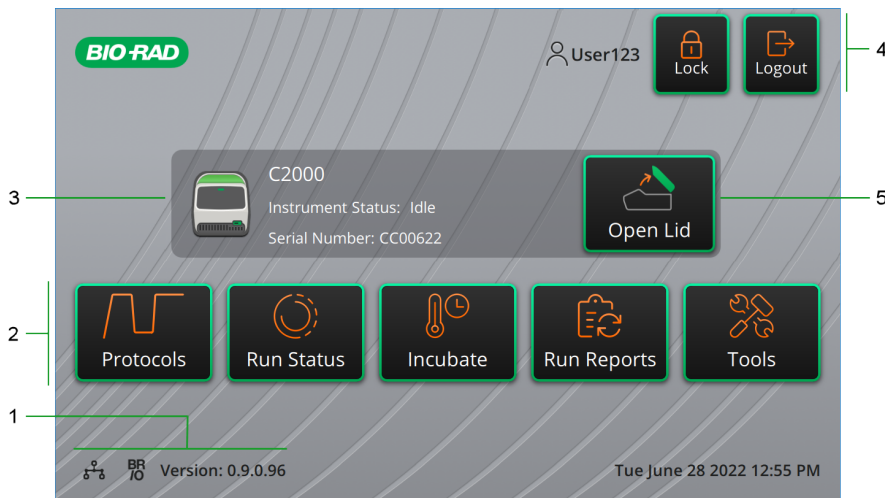 BIO-RAD
User123
Lock
Logout
4
C2000
Instrument Status: Idle
Serial Number: CC00622
Open Lid
3
5
Protocols
Run Status
Incubate
Run Reports
Tools
2
1
BR
IO
Version: 0.9.0.96
Tue June 28 2022 12:55 PM